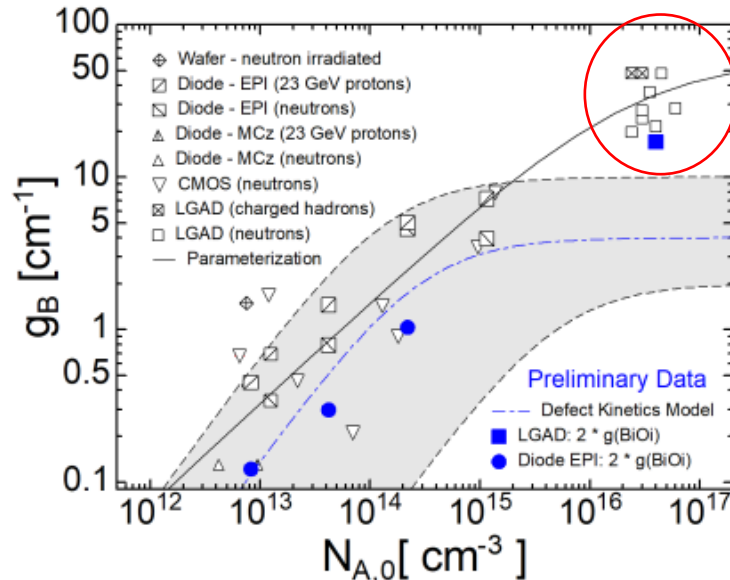 100
50
10
5
1
0.5
0.1
g_B [cm^-1]
Wafer - neutron irradiated
Diode - EPI (23 GeV protons)
Diode - EPI (neutrons)
Diode - MCz (23 GeV protons)
Diode - MCz (neutrons)
CMOS (neutrons)
LGAD (charged hadrons)
LGAD (neutrons)
Parameterization
Preliminary Data
Defect Kinetics Model
LGAD: 2 * g(BiOi)
Diode EPI: 2 * g(BiOi)
10^12 10^13 10^14 10^15 10^16 10^17
N_A,0[ cm^-3 ]